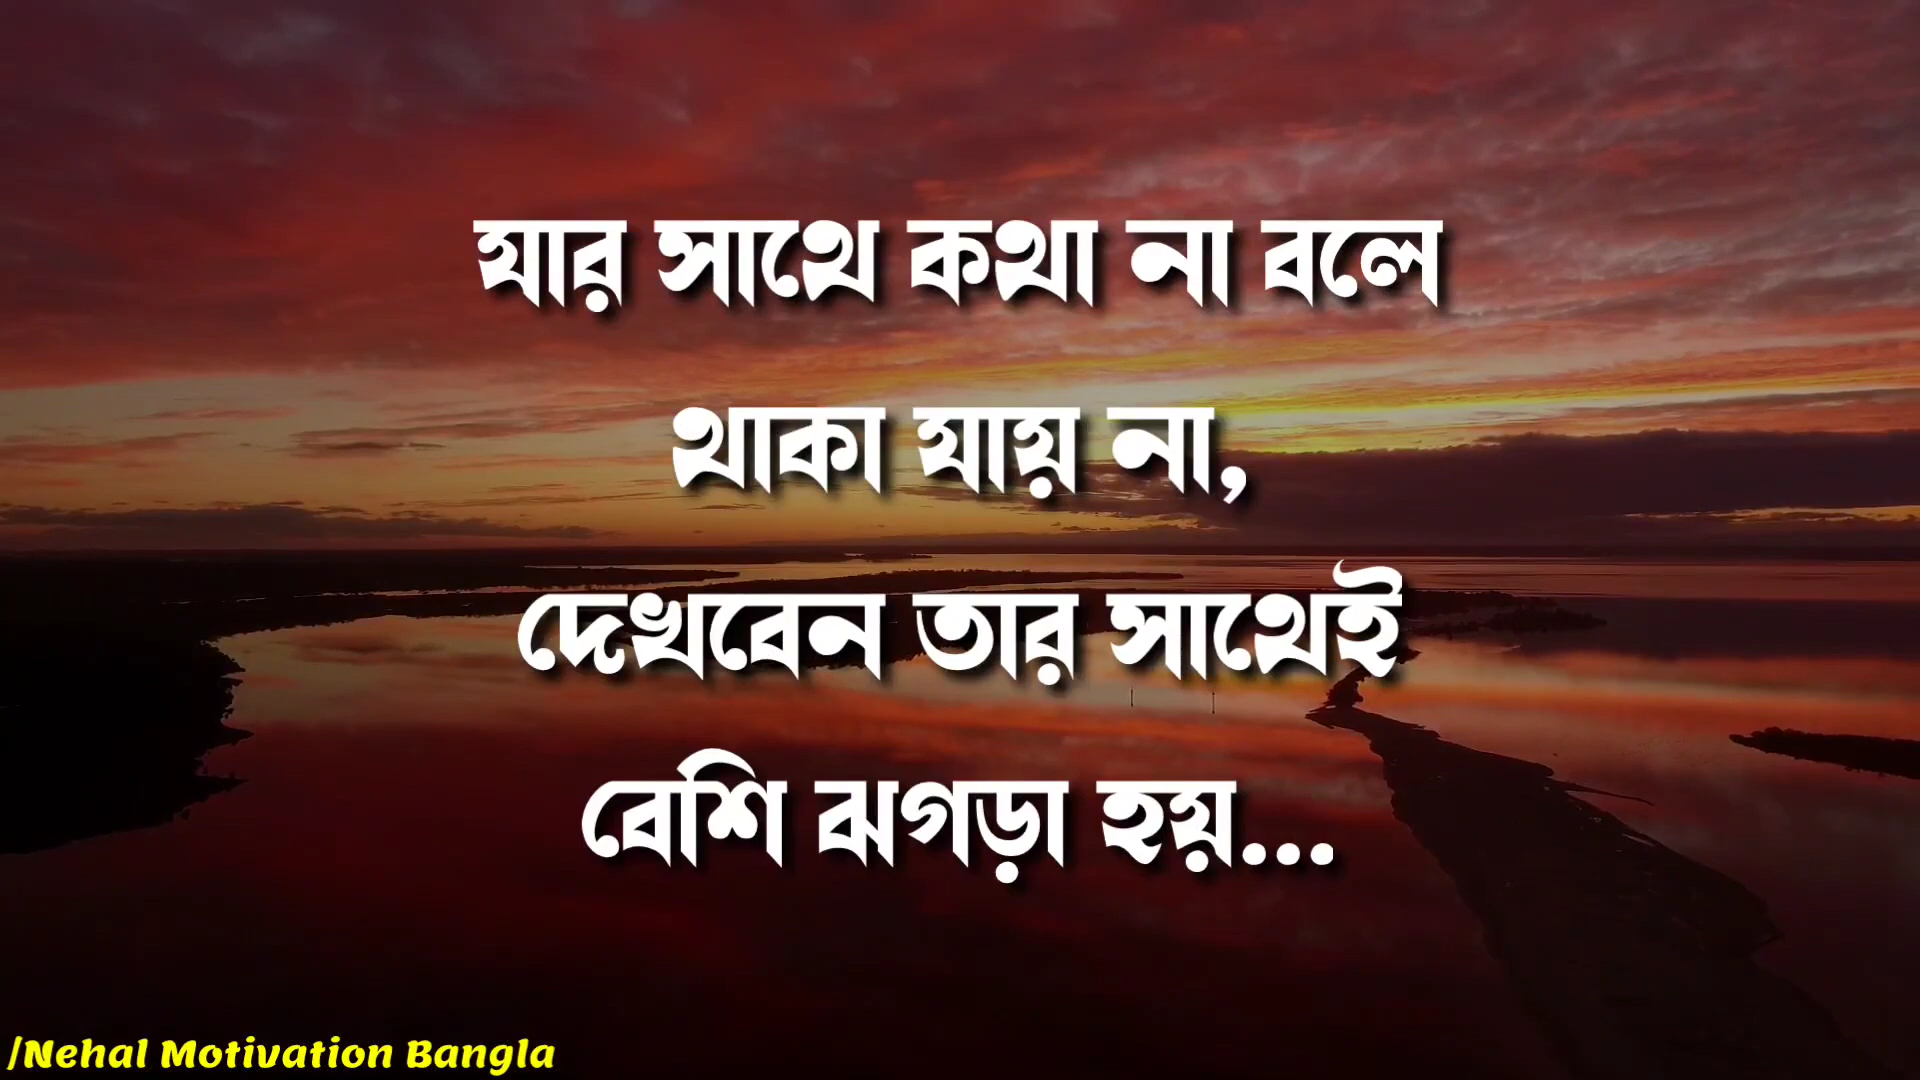 যার সাথে কথা না বলে
থাকা যায় না,
দেখবেন তার সাথেই
বেশি ঝগড়া হয়...
/Nehal Motivation Bangla